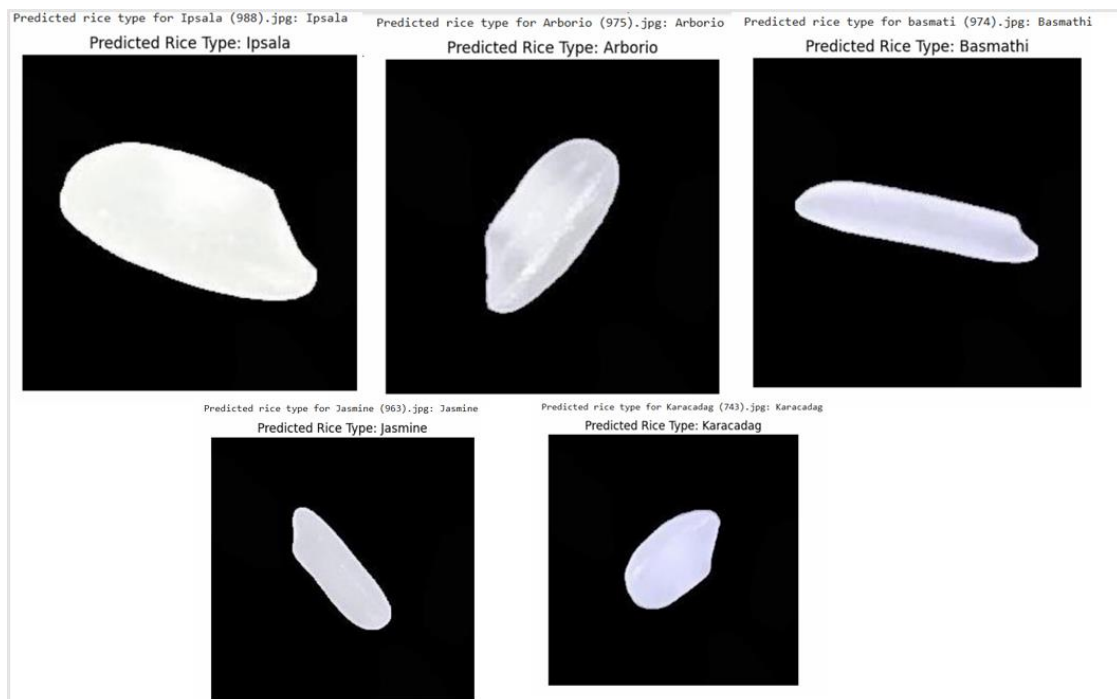 Predicted rice type for Ipsala (988).jpg: Ipsala
Predicted Rice Type: Ipsala
Predicted rice type for Arborio (975).jpg: Arborio
Predicted Rice Type: Arborio
Predicted rice type for basmati (974).jpg: Basmathi
Predicted Rice Type: Basmathi
Predicted rice type for Jasmine (963).jpg: Jasmine
Predicted Rice Type: Jasmine
Predicted rice type for Karacadag (743).jpg: Karacadag
Predicted Rice Type: Karacadag